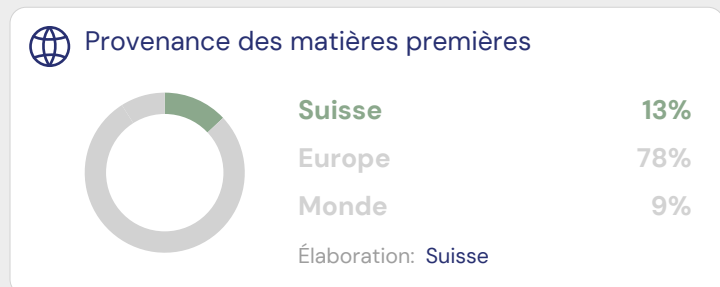 Provenance des matières premières
Suisse 13%
Europe 78%
Monde 9%
Élaboration: Suisse